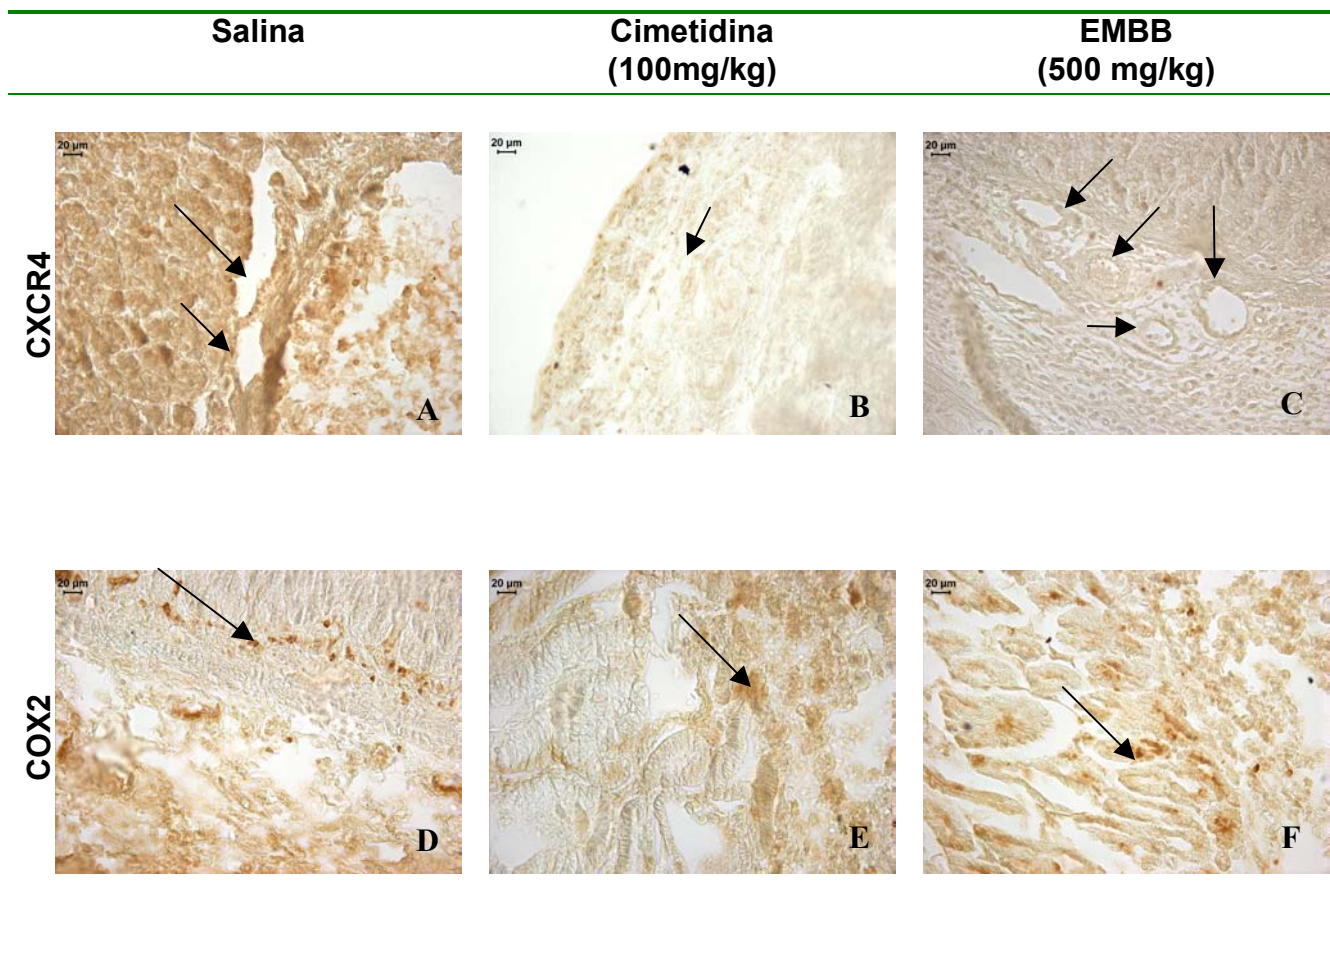 Salina
Cimetidina
(100mg/kg)
EMBB
(500 mg/kg)
CXCR4
20 µm
A
20 µm
B
20 µm
C
COX2
20 µm
D
20 µm
E
20 µm
F